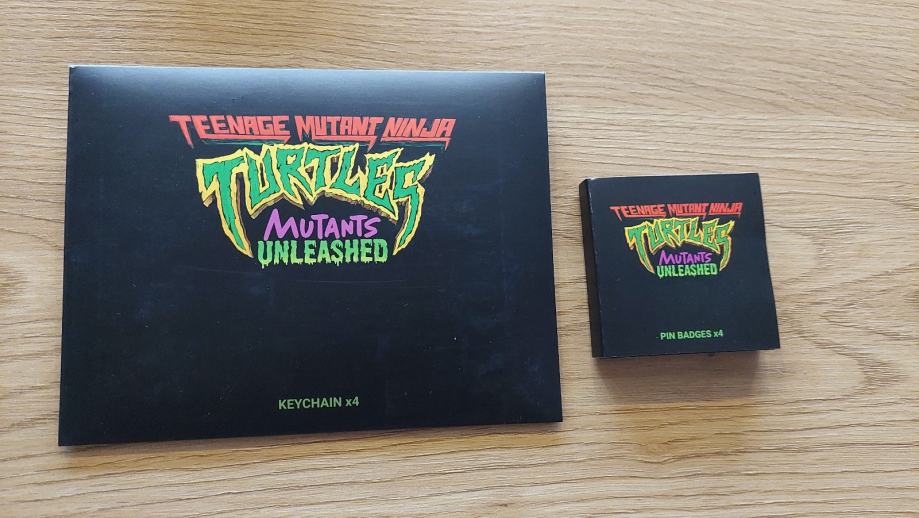 TEENAGE MUTANT NINJA
TURTLES
MUTANTS
UNLEASHED
KEYCHAIN x4
TEENAGE MUTANT NINJA
TURTLES
MUTANTS
UNLEASHED
PIN BADGES x4